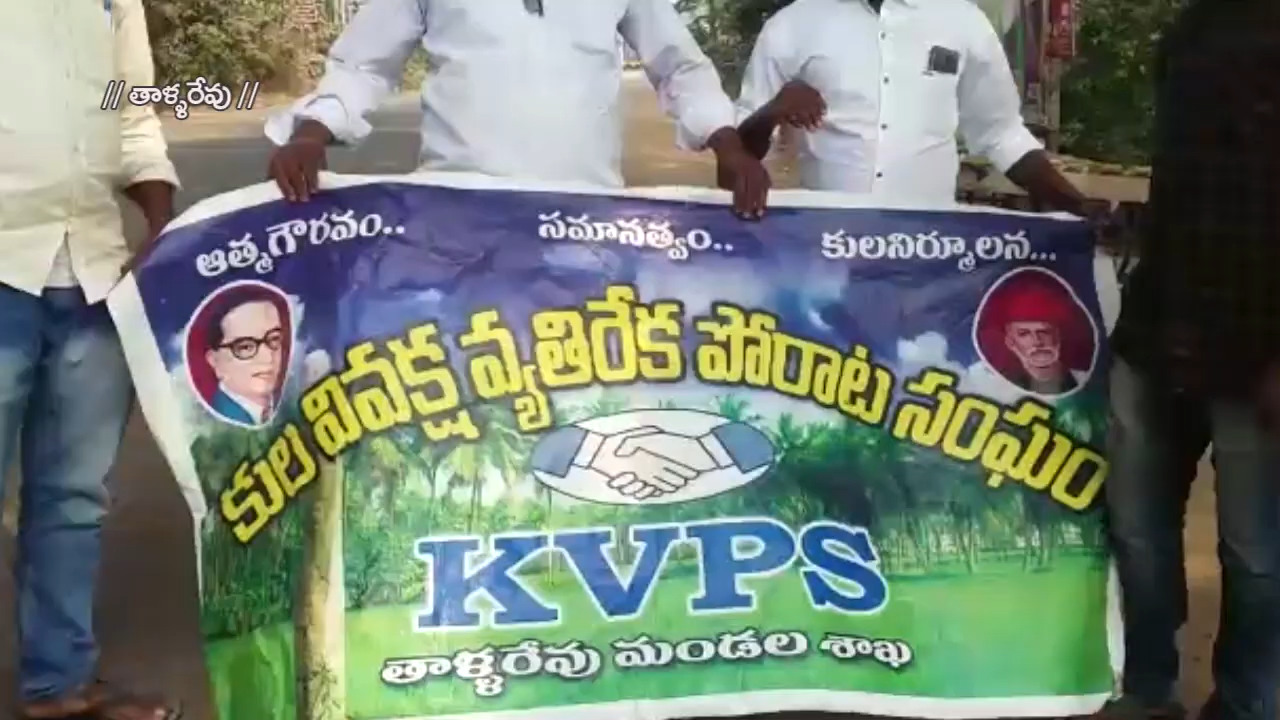 // తాళ్ళరేవు //
ఆత్మగౌరవం.. సమానత్వం.. కులనిర్మూలన...
కుల వివక్ష వ్యతిరేక పోరాట సంఘం
KVPS
తాళ్ళరేవు మండల శాఖ